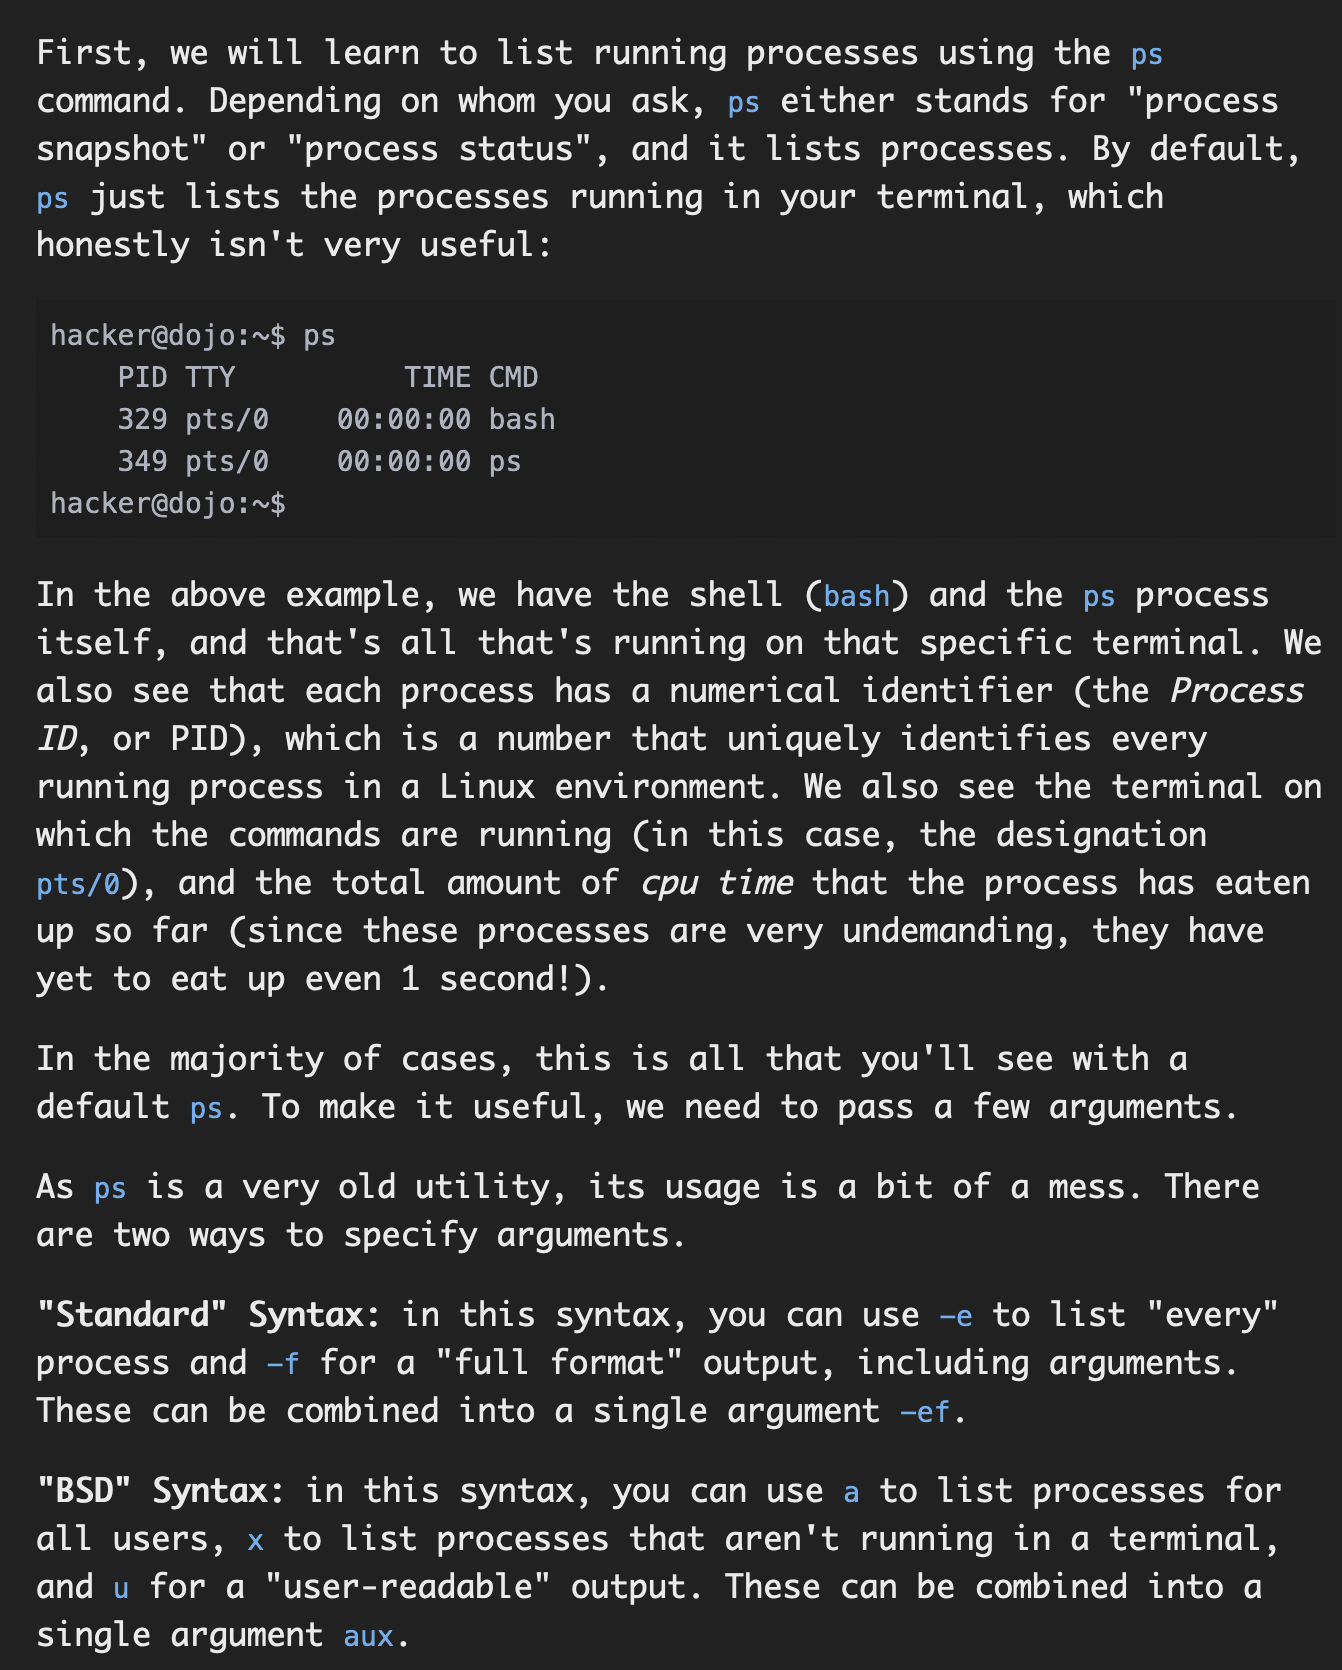 First, we will learn to list running processes using the ps
command. Depending on whom you ask, ps either stands for "process
snapshot" or "process status", and it lists processes. By default,
ps just lists the processes running in your terminal, which
honestly isn't very useful:
hacker@dojo:~$ ps
    PID TTY          TIME CMD
    329 pts/0    00:00:00 bash
    349 pts/0    00:00:00 ps
hacker@dojo:~$
In the above example, we have the shell (bash) and the ps process
itself, and that's all that's running on that specific terminal. We
also see that each process has a numerical identifier (the Process
ID, or PID), which is a number that uniquely identifies every
running process in a Linux environment. We also see the terminal on
which the commands are running (in this case, the designation
pts/0), and the total amount of cpu time that the process has eaten
up so far (since these processes are very undemanding, they have
yet to eat up even 1 second!).
In the majority of cases, this is all that you'll see with a
default ps. To make it useful, we need to pass a few arguments.
As ps is a very old utility, its usage is a bit of a mess. There
are two ways to specify arguments.
"Standard" Syntax: in this syntax, you can use -e to list "every"
process and -f for a "full format" output, including arguments.
These can be combined into a single argument -ef.
"BSD" Syntax: in this syntax, you can use a to list processes for
all users, x to list processes that aren't running in a terminal,
and u for a "user-readable" output. These can be combined into a
single argument aux.